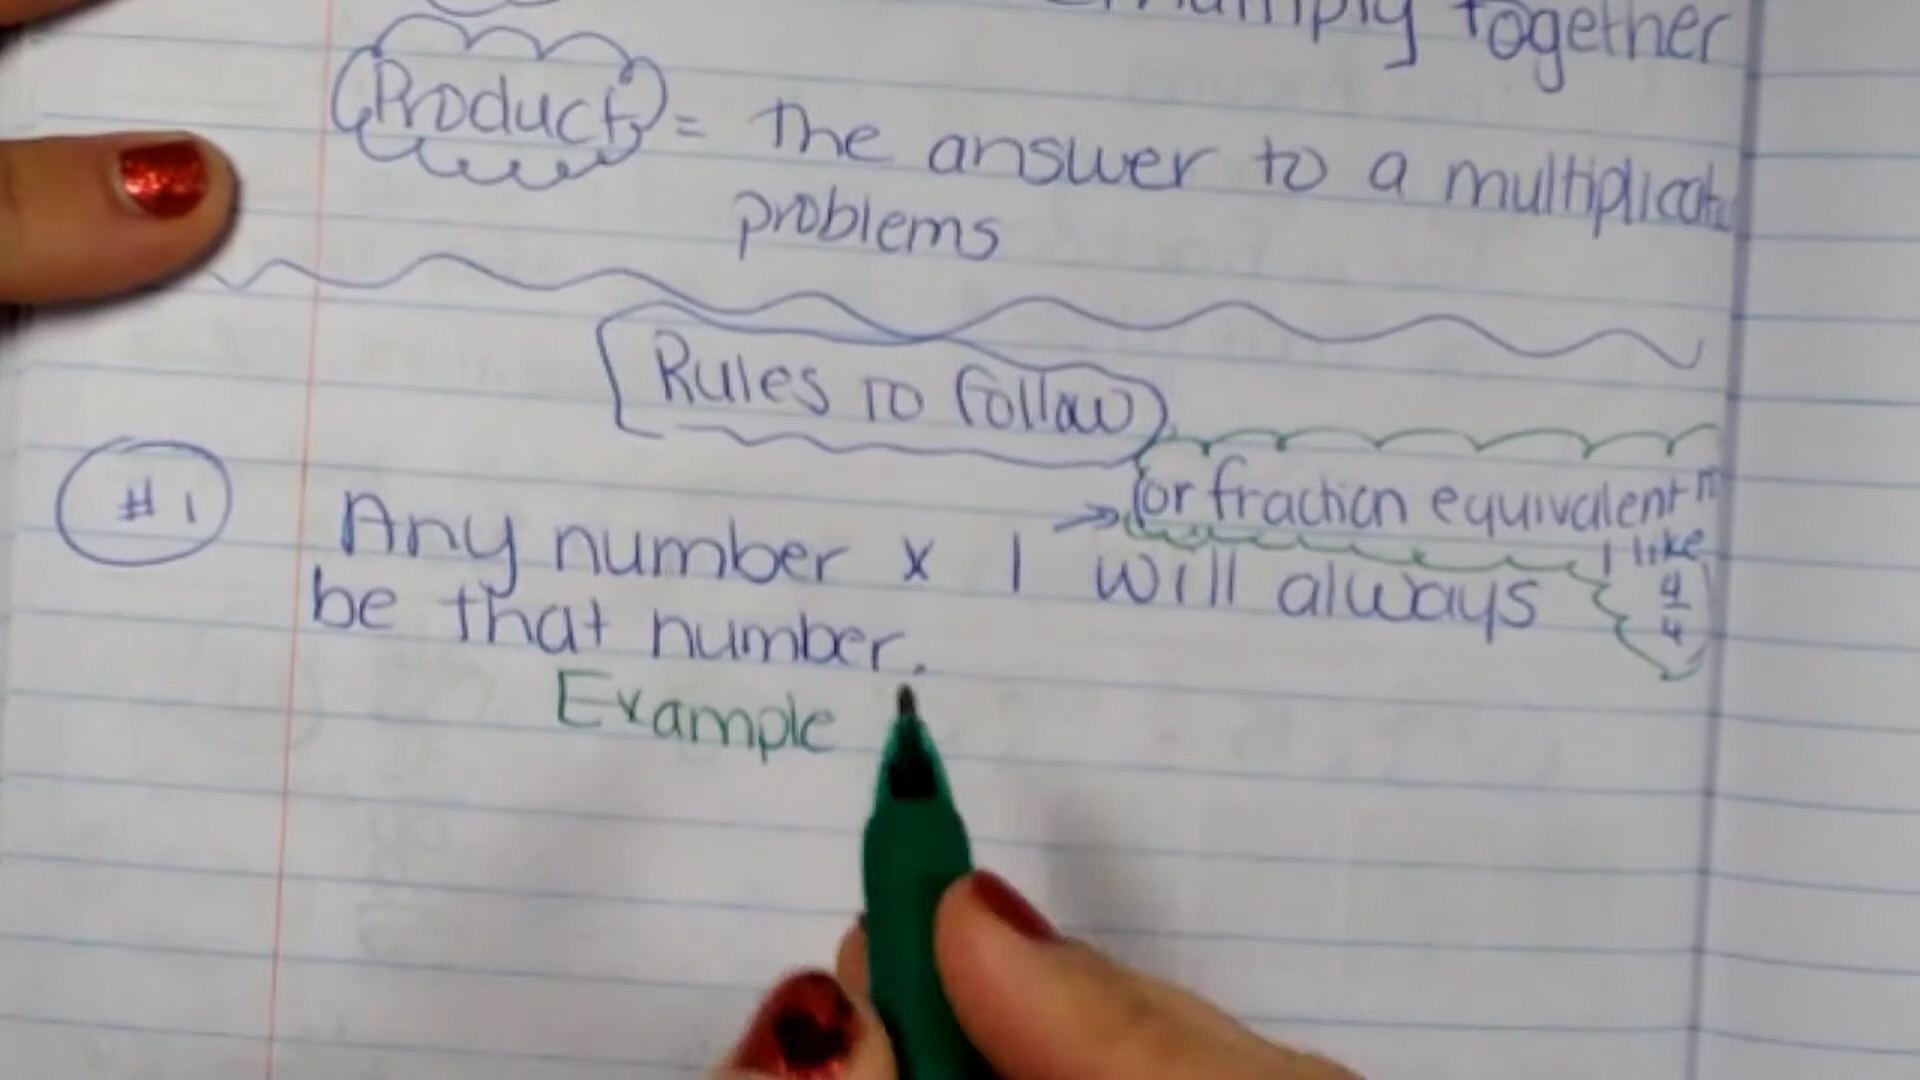 multiply together
Product = The answer to a multiplicati
problems
Rules to follow
(or fraction equivalent
#1 Any number x 1 → will always
1 like
4/4
be that number.
Example